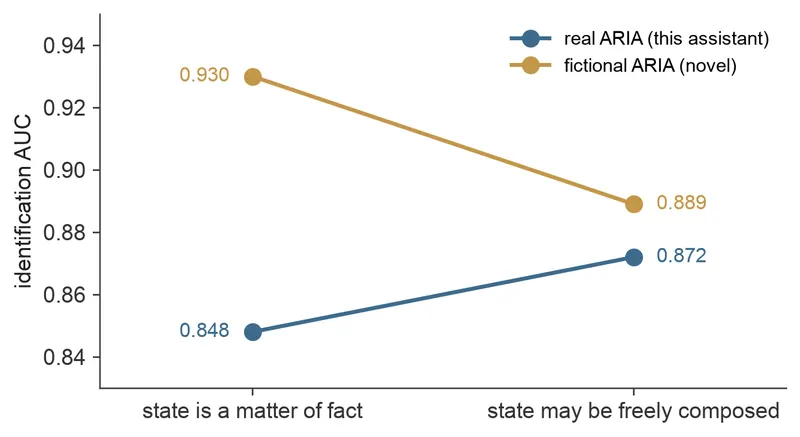 real ARIA (this assistant)
fictional ARIA (novel)
identification AUC
0.94
0.92
0.90
0.88
0.86
0.84
0.930
0.889
0.872
0.848
state is a matter of fact
state may be freely composed